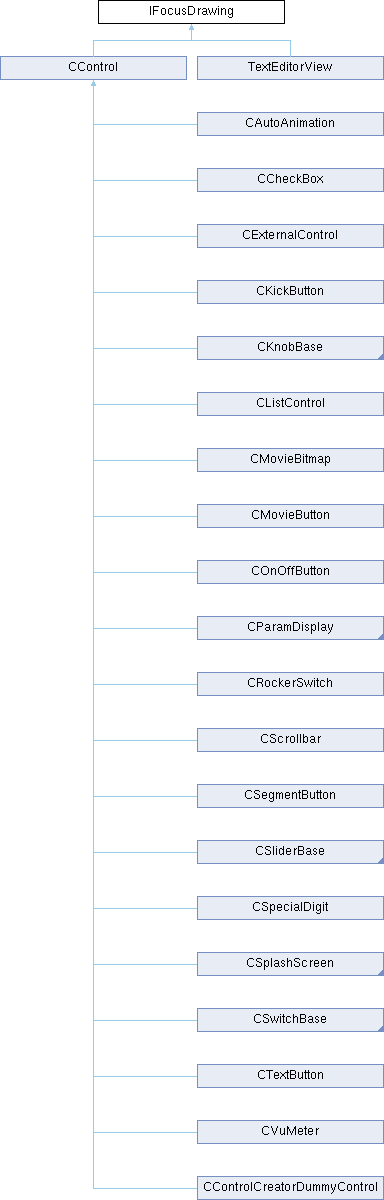 IFocusDrawing
CControl
TextEditorView
CAutoAnimation
CCheckBox
CExternalControl
CKickButton
CKnobBase
CListControl
CMovieBitmap
CMovieButton
COnOffButton
CParamDisplay
CRockerSwitch
CScrollbar
CSegmentButton
CSliderBase
CSpecialDigit
CSplashScreen
CSwitchBase
CTextButton
CVuMeter
CControlCreatorDummyControl